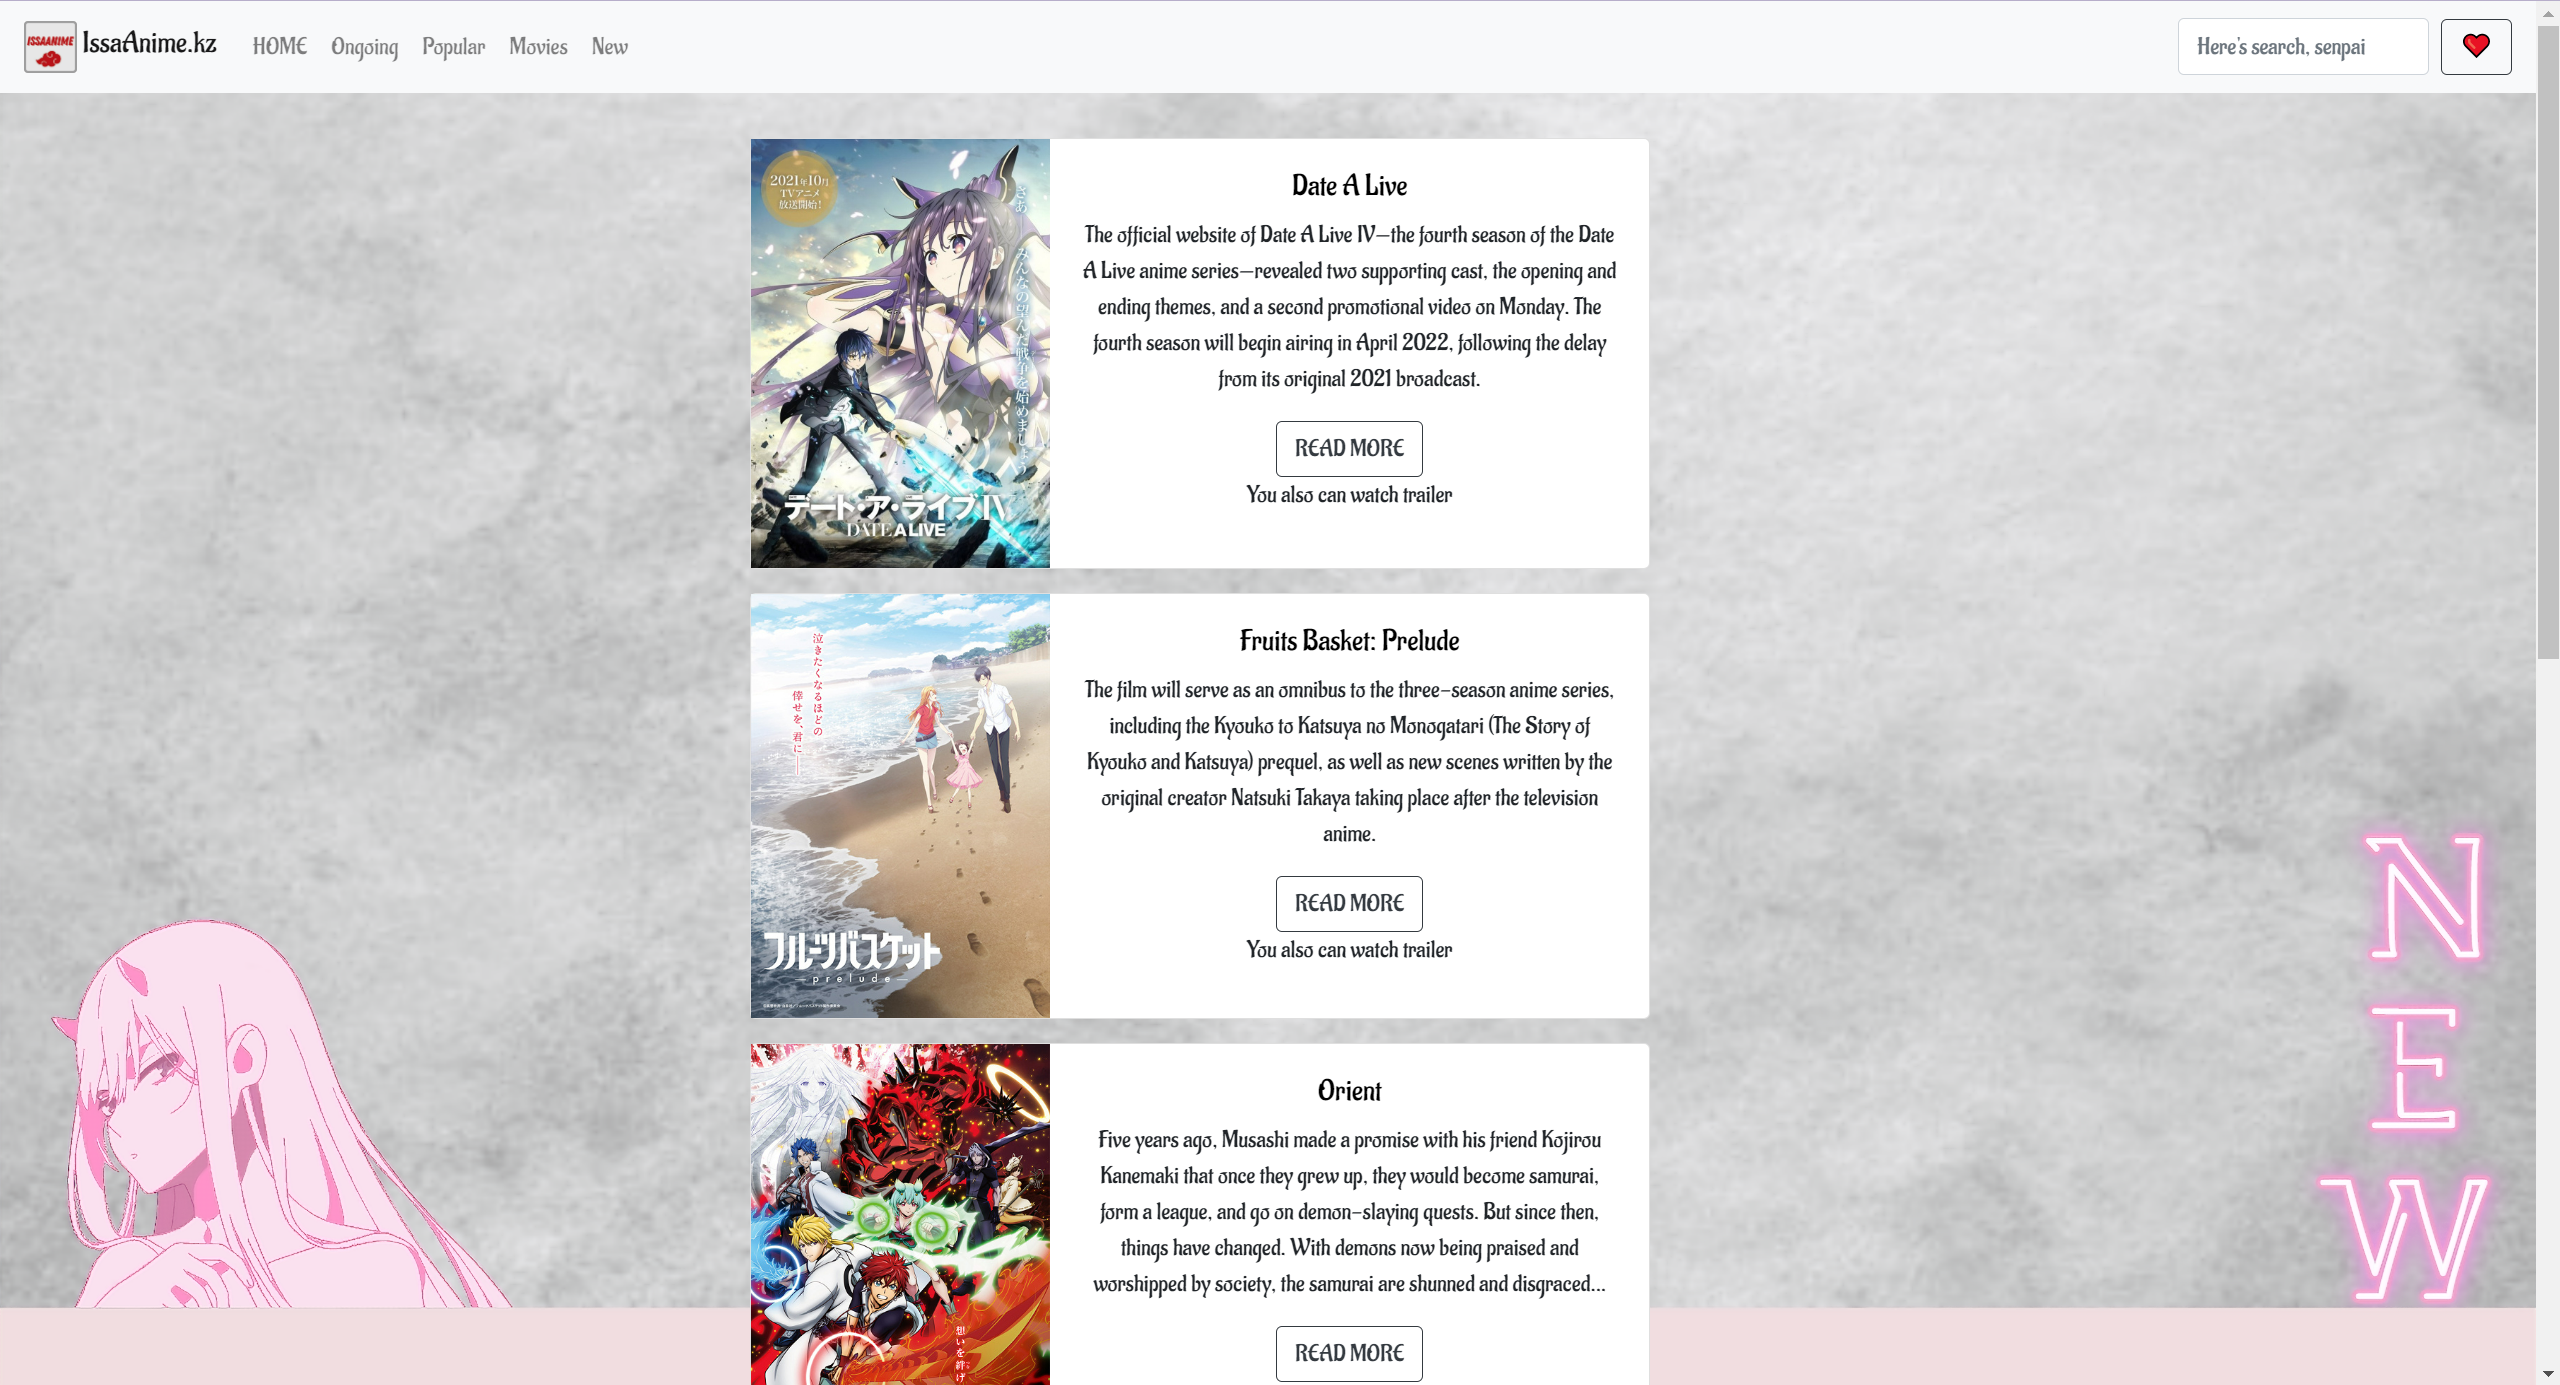 ISSAANIME
IssaAnime.kz
HOME
Ongoing
Popular
Movies
New
Here's search, senpai
2021年10月
TVアニメ
放送開始！
さあ——
みんなの望んだ戦争を始めましょう
デート・ア・ライブIV
DATE A LIVE
Date A Live
The official website of Date A Live IV—the fourth season of the Date
A Live anime series—revealed two supporting cast, the opening and
ending themes, and a second promotional video on Monday. The
fourth season will begin airing in April 2022, following the delay
from its original 2021 broadcast.
READ MORE
You also can watch trailer
泣きたくなるほどの
倖せを、君に——
フルーツバスケット
prelude
Fruits Basket: Prelude
The film will serve as an omnibus to the three-season anime series,
including the Kyouko to Katsuya no Monogatari (The Story of
Kyouko and Katsuya) prequel, as well as new scenes written by the
original creator Natsuki Takaya taking place after the television
anime.
READ MORE
You also can watch trailer
想いを絆げ
Orient
Five years ago, Musashi made a promise with his friend Kojirou
Kanemaki that once they grew up, they would become samurai,
form a league, and go on demon-slaying quests. But since then,
things have changed. With demons now being praised and
worshipped by society, the samurai are shunned and disgraced...
READ MORE
N
E
W